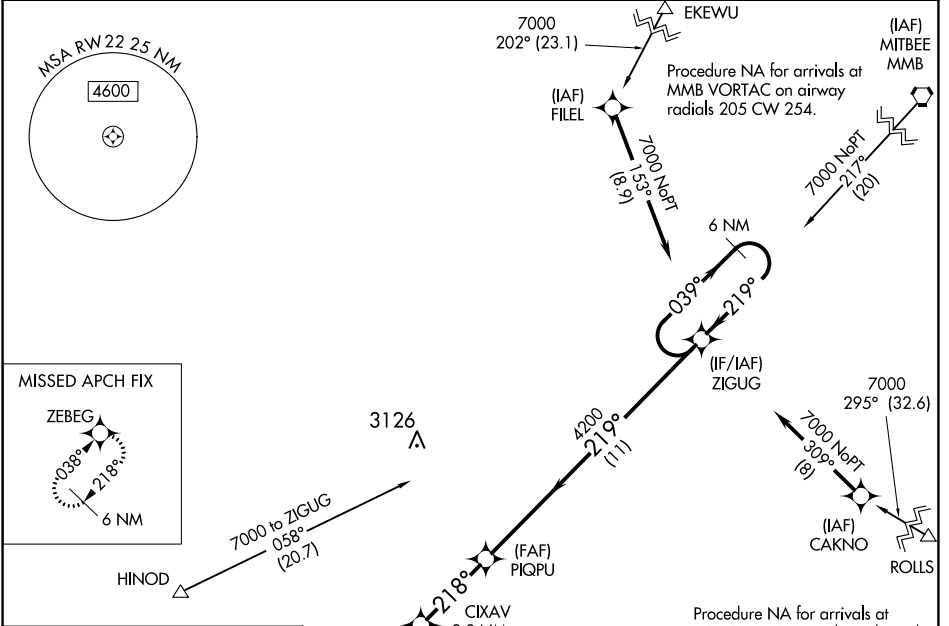 MSA RW 22 25 NM
4600
7000
202° (23.1)
EKEWU
(IAF)
FILEL
Procedure NA for arrivals at
MMB VORTAC on airway
radials 205 CW 254.
(IAF)
MITBEE
MMB
7000 NoPT
153°
(8.9)
7000 NoPT
217°
(20)
6 NM
039°
219°
(IF/IAF)
ZIGUG
MISSED APCH FIX
ZEBEG
038°
218°
6 NM
3126
4200
219°
(11)
7000
295° (32.6)
7000 NoPT
309°
(8)
(IAF)
CAKNO
ROLLS
7000 to ZIGUG
058°
(20.7)
HINOD
(FAF)
PIQPU
218°
CIXAV
Procedure NA for arrivals at